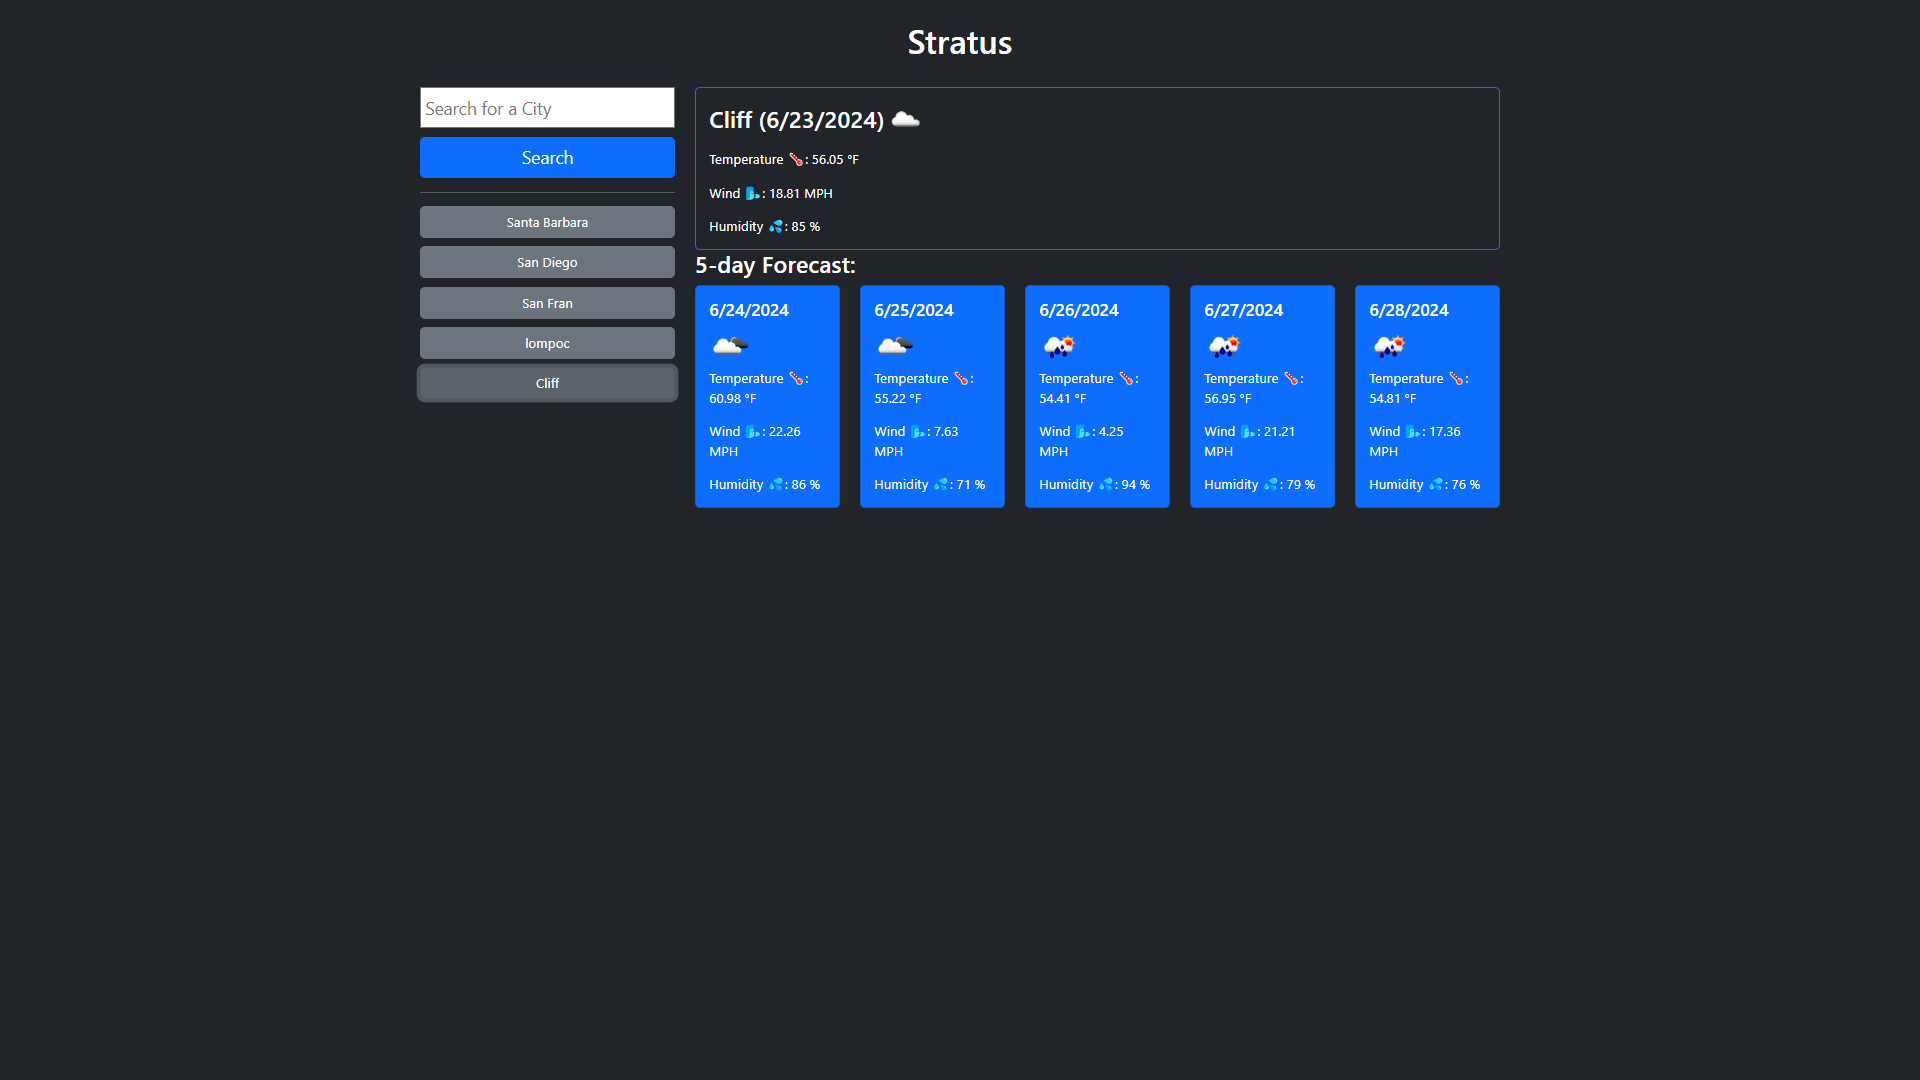 Stratus
Search for a City
Search
Santa Barbara
San Diego
San Fran
lompoc
Cliff
Cliff (6/23/2024) ☁️
Temperature 🌡️: 56.05 °F
Wind 🌬️: 18.81 MPH
Humidity 💦: 85 %
5-day Forecast:
6/24/2024
Temperature 🌡️:
60.98 °F
Wind 🌬️: 22.26
MPH
Humidity 💦: 86 %
6/25/2024
Temperature 🌡️:
55.22 °F
Wind 🌬️: 7.63
MPH
Humidity 💦: 71 %
6/26/2024
Temperature 🌡️:
54.41 °F
Wind 🌬️: 4.25
MPH
Humidity 💦: 94 %
6/27/2024
Temperature 🌡️:
56.95 °F
Wind 🌬️: 21.21
MPH
Humidity 💦: 79 %
6/28/2024
Temperature 🌡️:
54.81 °F
Wind 🌬️: 17.36
MPH
Humidity 💦: 76 %